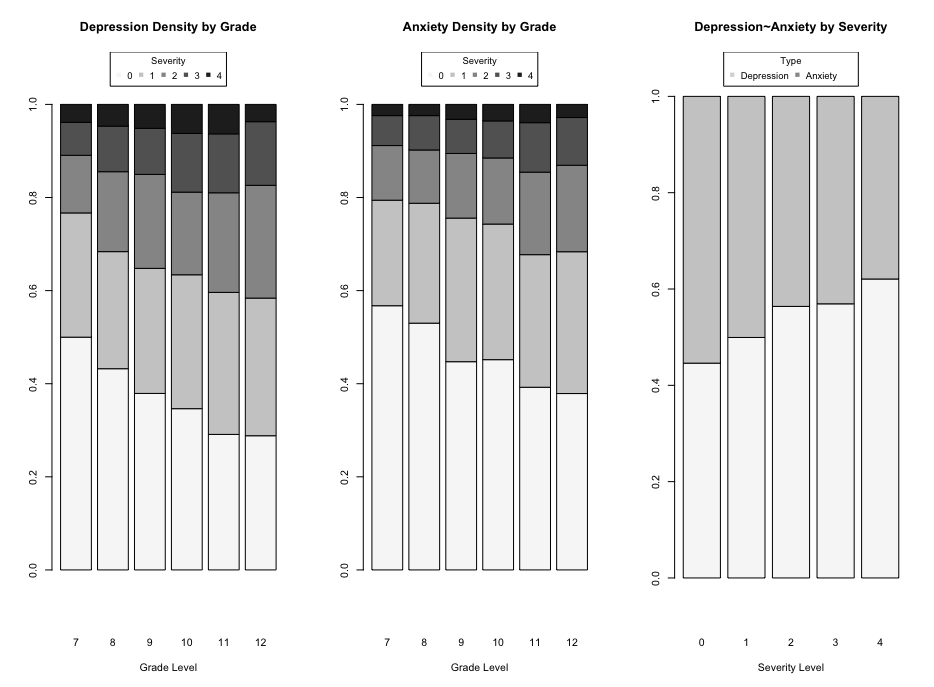 Depression Density by Grade
Severity
0 1 2 3 4
1.0
0.8
0.6
0.4
0.2
0.0
7 8 9 10 11 12
Grade Level
Anxiety Density by Grade
Severity
0 1 2 3 4
1.0
0.8
0.6
0.4
0.2
0.0
7 8 9 10 11 12
Grade Level
Depression~Anxiety by Severity
Type
Depression Anxiety
1.0
0.8
0.6
0.4
0.2
0.0
0 1 2 3 4
Severity Level